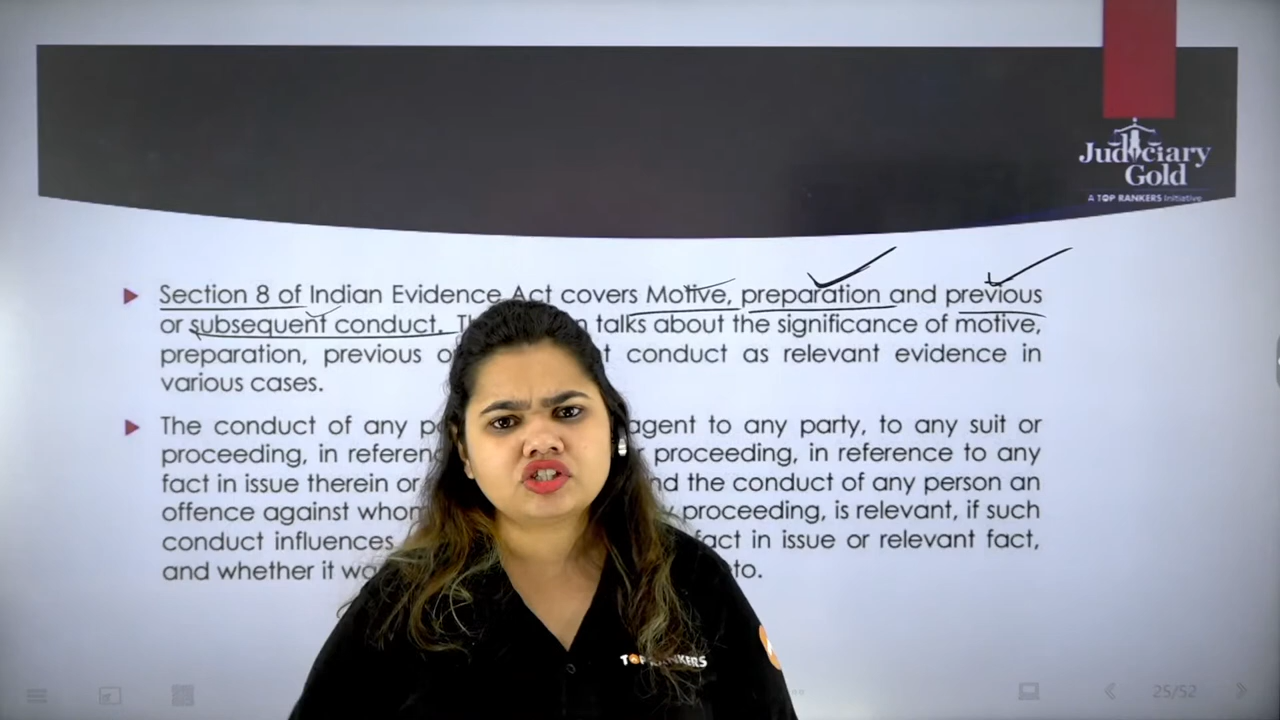 Judiciary
Gold
A TOP RANKERS Initiative
Section 8 of Indian Evidence Act covers Motive, preparation and previous
or subsequent conduct. talks about the significance of motive,
preparation, previous conduct as relevant evidence in
various cases.
The conduct of any agent to any party, to any suit or
proceeding, in proceeding, in reference to any
fact in issue therein or the conduct of any person an
offence against proceeding, is relevant, if such
conduct influences fact in issue or relevant fact,
and whether it
TOP RANKERS
25/52